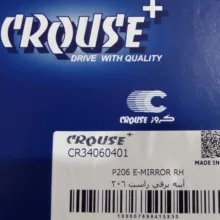 CROUSE+
DRIVE WITH QUALITY
کروز CROUSE
CROUSE+
CR34060401
MADE IN
P206 E-MIRROR RH
آینه برقی راست ۲۰۶